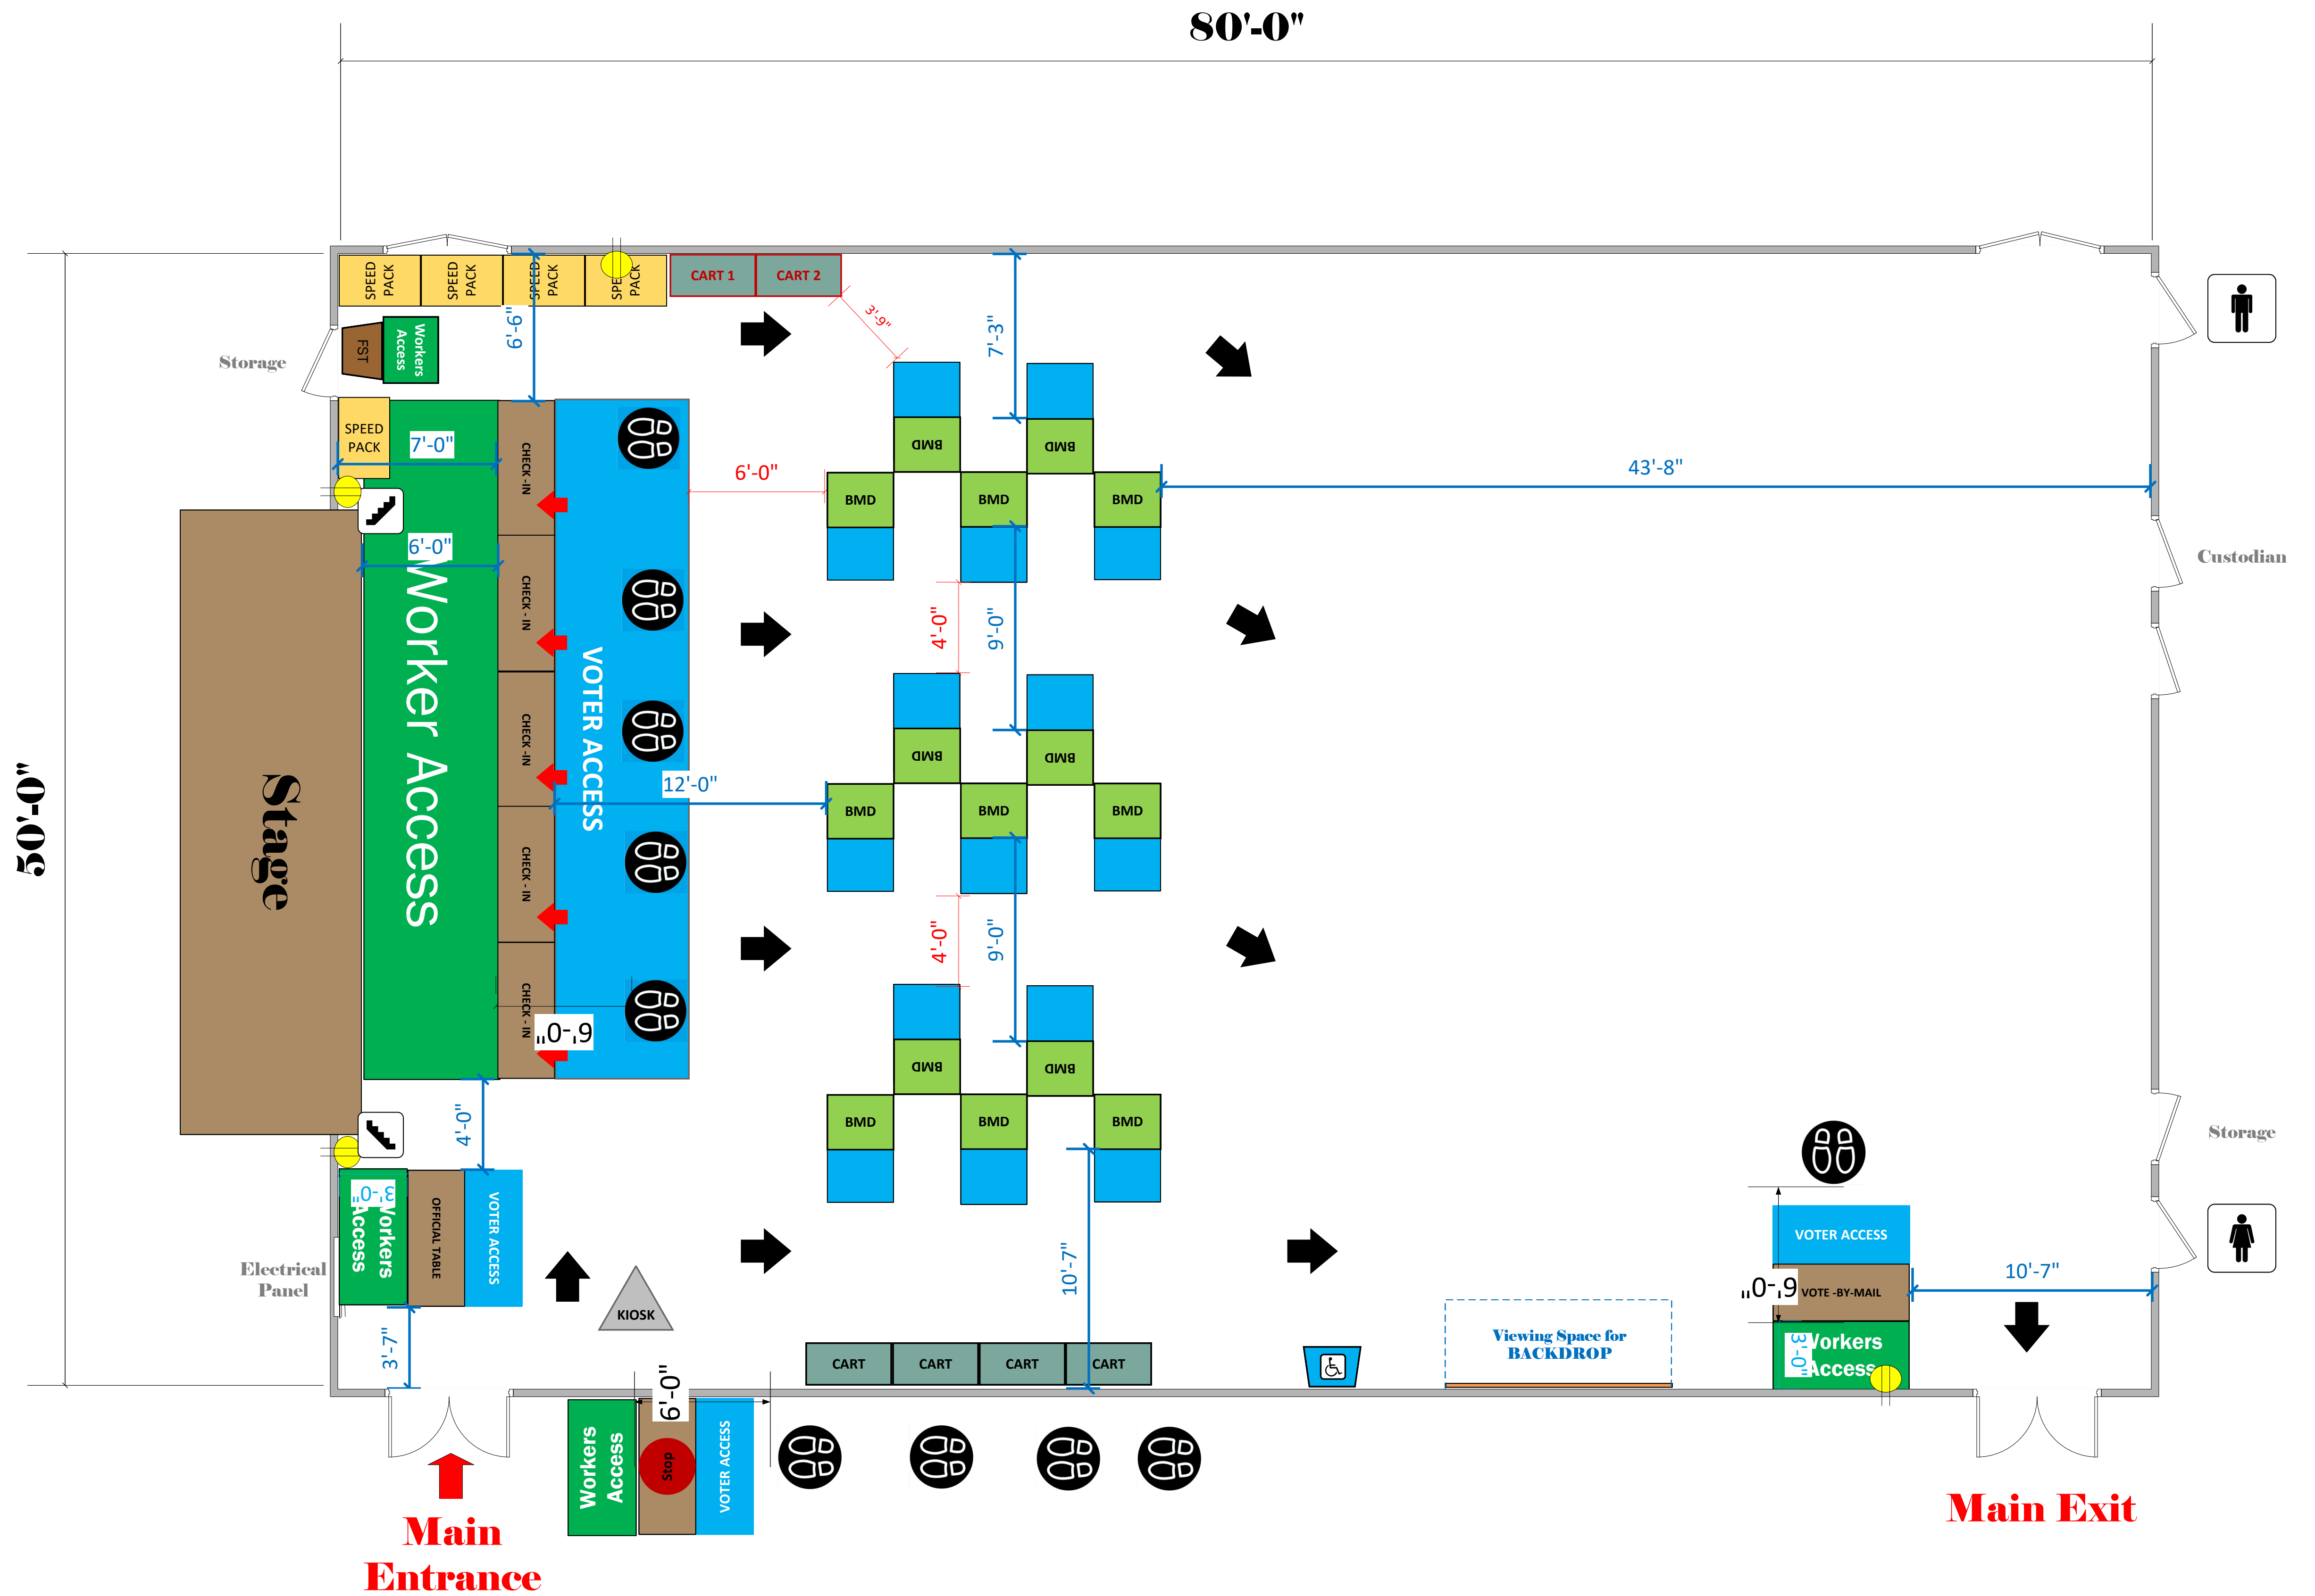 80'-0"
50'-0"
SPEED
PACK
SPEED
PACK
SPEED
PACK
SPEED
PACK
CART 1
CART 2
6'-6"
3'-9"
7'-3"
Storage
FST
Workers
Access
SPEED
PACK
7'-0"
6'-0"
Worker Access
CHECK -IN
CHECK - IN
CHECK -IN
CHECK - IN
CHECK - IN
VOTER ACCESS
6'-0"
12'-0"
6'-0"
BMD
BMD
BMD
BMD
BMD
43'-8"
4'-0"
9'-0"
BMD
BMD
BMD
BMD
BMD
4'-0"
9'-0"
BMD
BMD
BMD
BMD
BMD
10'-7"
Custodian
Storage
Stage
4'-0"
3'-0"
Workers
Access
OFFICIAL TABLE
VOTER ACCESS
Electrical
Panel
3'-7"
KIOSK
CART
CART
CART
CART
Viewing Space for
BACKDROP
VOTER ACCESS
6'-0"
VOTE -BY-MAIL
3'-0"
Workers
Access
10'-7"
6'-0"
Workers
Access
Stop
VOTER ACCESS
Main
Entrance
Main Exit